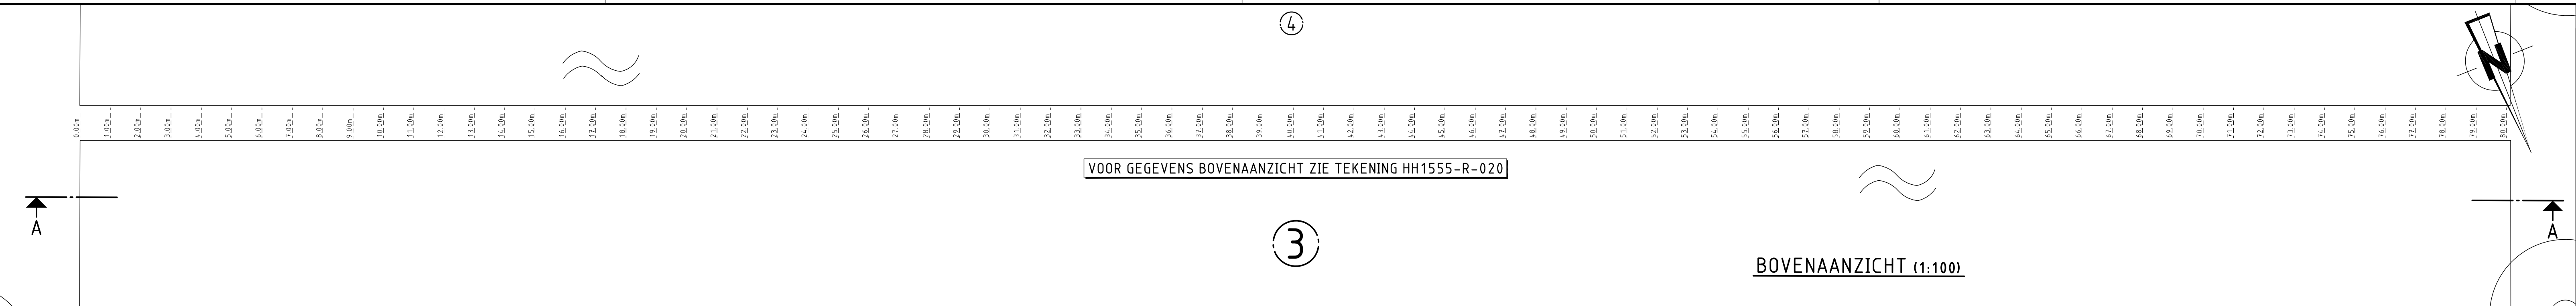 4
N
0.00m 1.00m 2.00m 3.00m 4.00m 5.00m 6.00m 7.00m 8.00m 9.00m 10.00m 11.00m 12.00m 13.00m 14.00m 15.00m 16.00m 17.00m 18.00m 19.00m 20.00m 21.00m 22.00m 23.00m 24.00m 25.00m 26.00m 27.00m 28.00m 29.00m 30.00m 31.00m 32.00m 33.00m 34.00m 35.00m 36.00m 37.00m 38.00m 39.00m 40.00m 41.00m 42.00m 43.00m 44.00m 45.00m 46.00m 47.00m 48.00m 49.00m 50.00m 51.00m 52.00m 53.00m 54.00m 55.00m 56.00m 57.00m 58.00m 59.00m 60.00m 61.00m 62.00m 63.00m 64.00m 65.00m 66.00m 67.00m 68.00m 69.00m 70.00m 71.00m 72.00m 73.00m 74.00m 75.00m 76.00m 77.00m 78.00m 79.00m 80.00m
VOOR GEGEVENS BOVENAANZICHT ZIE TEKENING HH1555-R-020
A
A
3
BOVENAANZICHT (1:100)